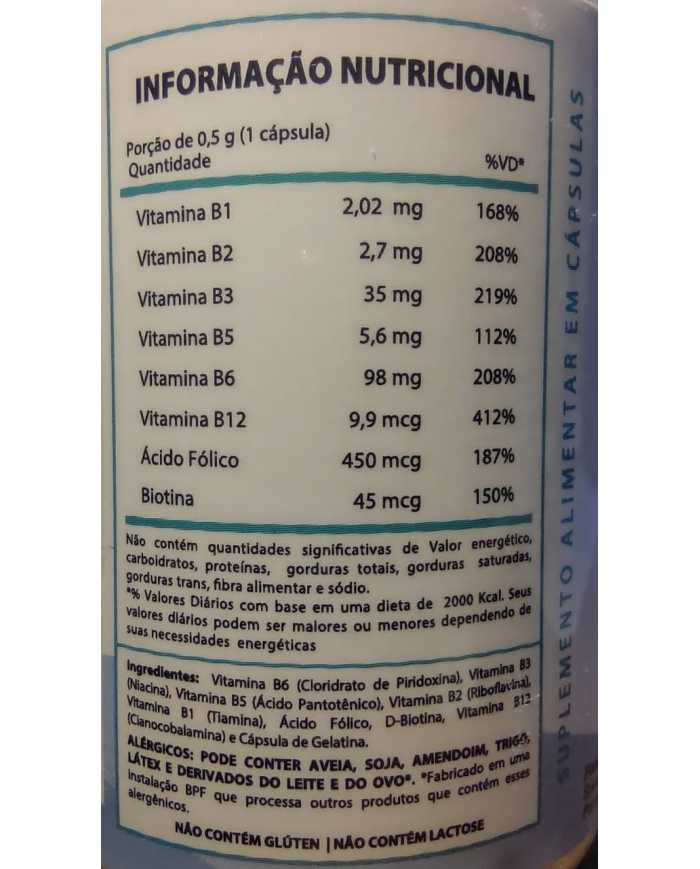 INFORMAÇÃO NUTRICIONAL
Porção de 0,5 g (1 cápsula)
Quantidade %VD*
Vitamina B1 2,02 mg 168%
Vitamina B2 2,7 mg 208%
Vitamina B3 35 mg 219%
Vitamina B5 5,6 mg 112%
Vitamina B6 98 mg 208%
Vitamina B12 9,9 mcg 412%
Ácido Fólico 450 mcg 187%
Biotina 45 mcg 150%
Não contém quantidades significativas de Valor energético,
carboidratos, proteínas, gorduras totais, gorduras saturadas,
gorduras trans, fibra alimentar e sódio.
*% Valores Diários com base em uma dieta de 2000 Kcal. Seus
valores diários podem ser maiores ou menores dependendo de
suas necessidades energéticas
Ingredientes: Vitamina B6 (Cloridrato de Piridoxina), Vitamina B3
(Niacina), Vitamina B5 (Ácido Pantotênico), Vitamina B2 (Riboflavina),
Vitamina B1 (Tiamina), Ácido Fólico, D-Biotina, Vitamina B12
(Cianocobalamina) e Cápsula de Gelatina.
ALÉRGICOS: PODE CONTER AVEIA, SOJA, AMENDOIM, TRIGO,
LÁTEX E DERIVADOS DO LEITE E DO OVO*. *Fabricado em uma
instalação BPF que processa outros produtos que contém esses
alergênicos.
NÃO CONTÉM GLÚTEN | NÃO CONTÉM LACTOSE
SUPLEMENTO ALIMENTAR EM CÁPSULAS